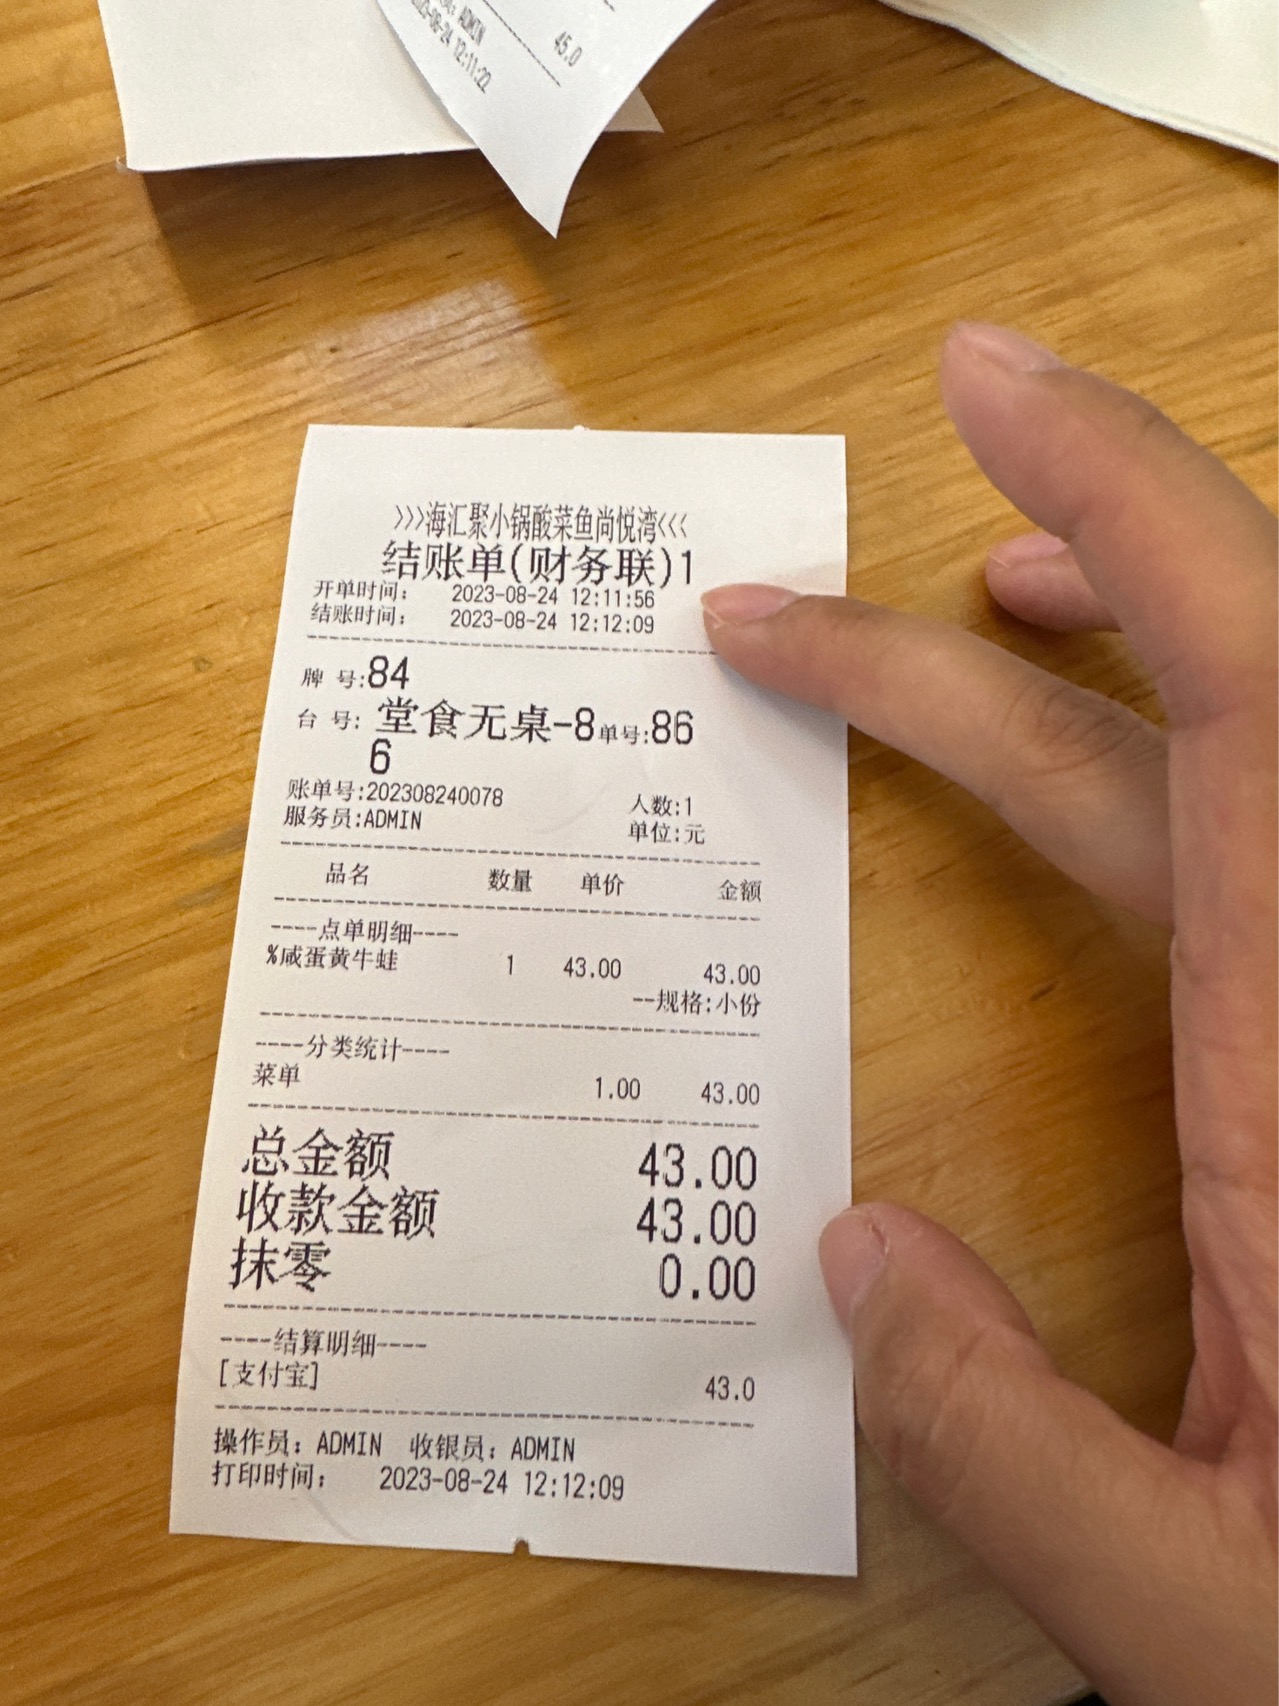 ADMIN
45.0
12:11:22
>>>海汇聚小锅酸菜鱼尚悦湾<<<
结账单(财务联)1
开单时间: 2023-08-24 12:11:56
结账时间: 2023-08-24 12:12:09
牌 号:84
台 号: 堂食无桌-8单号:86
6
账单号:202308240078 人数:1
服务员:ADMIN 单位:元
品名 数量 单价 金额
----点单明细----
%咸蛋黄牛蛙 1 43.00 43.00
--规格:小份
----分类统计----
菜单 1.00 43.00
总金额 43.00
收款金额 43.00
抹零 0.00
----结算明细----
[支付宝] 43.0
操作员: ADMIN 收银员: ADMIN
打印时间: 2023-08-24 12:12:09